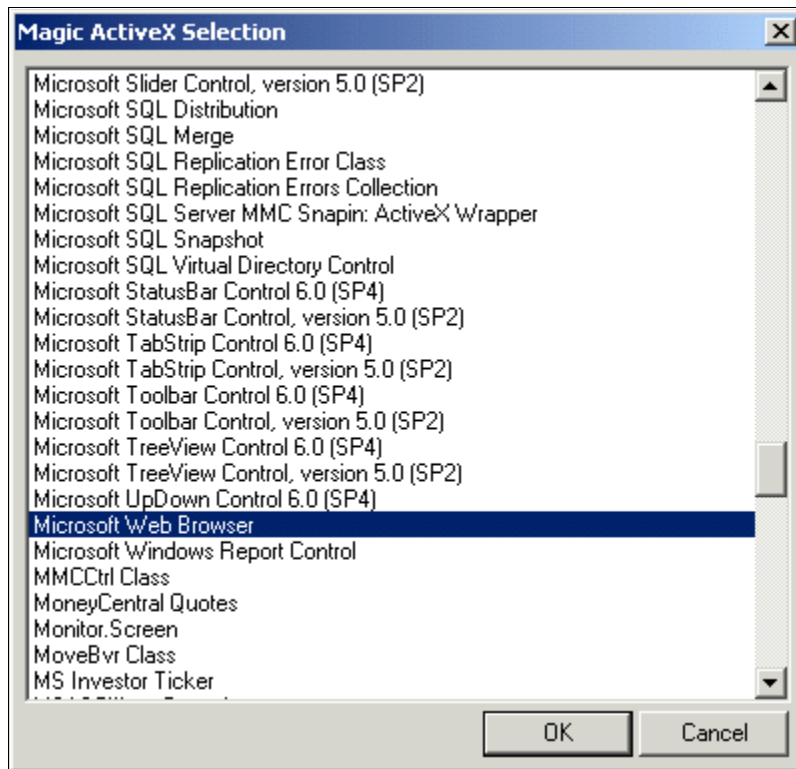 Magic ActiveX Selection
Microsoft Slider Control, version 5.0 (SP2)
Microsoft SQL Distribution
Microsoft SQL Merge
Microsoft SQL Replication Error Class
Microsoft SQL Replication Errors Collection
Microsoft SQL Server MMC Snapin: ActiveX Wrapper
Microsoft SQL Snapshot
Microsoft SQL Virtual Directory Control
Microsoft StatusBar Control 6.0 (SP4)
Microsoft StatusBar Control, version 5.0 (SP2)
Microsoft TabStrip Control 6.0 (SP4)
Microsoft TabStrip Control, version 5.0 (SP2)
Microsoft Toolbar Control 6.0 (SP4)
Microsoft Toolbar Control, version 5.0 (SP2)
Microsoft TreeView Control 6.0 (SP4)
Microsoft TreeView Control, version 5.0 (SP2)
Microsoft UpDown Control 6.0 (SP4)
Microsoft Web Browser
Microsoft Windows Report Control
MMCCtrl Class
MoneyCentral Quotes
Monitor.Screen
MoveBvr Class
MS Investor Ticker
OK Cancel